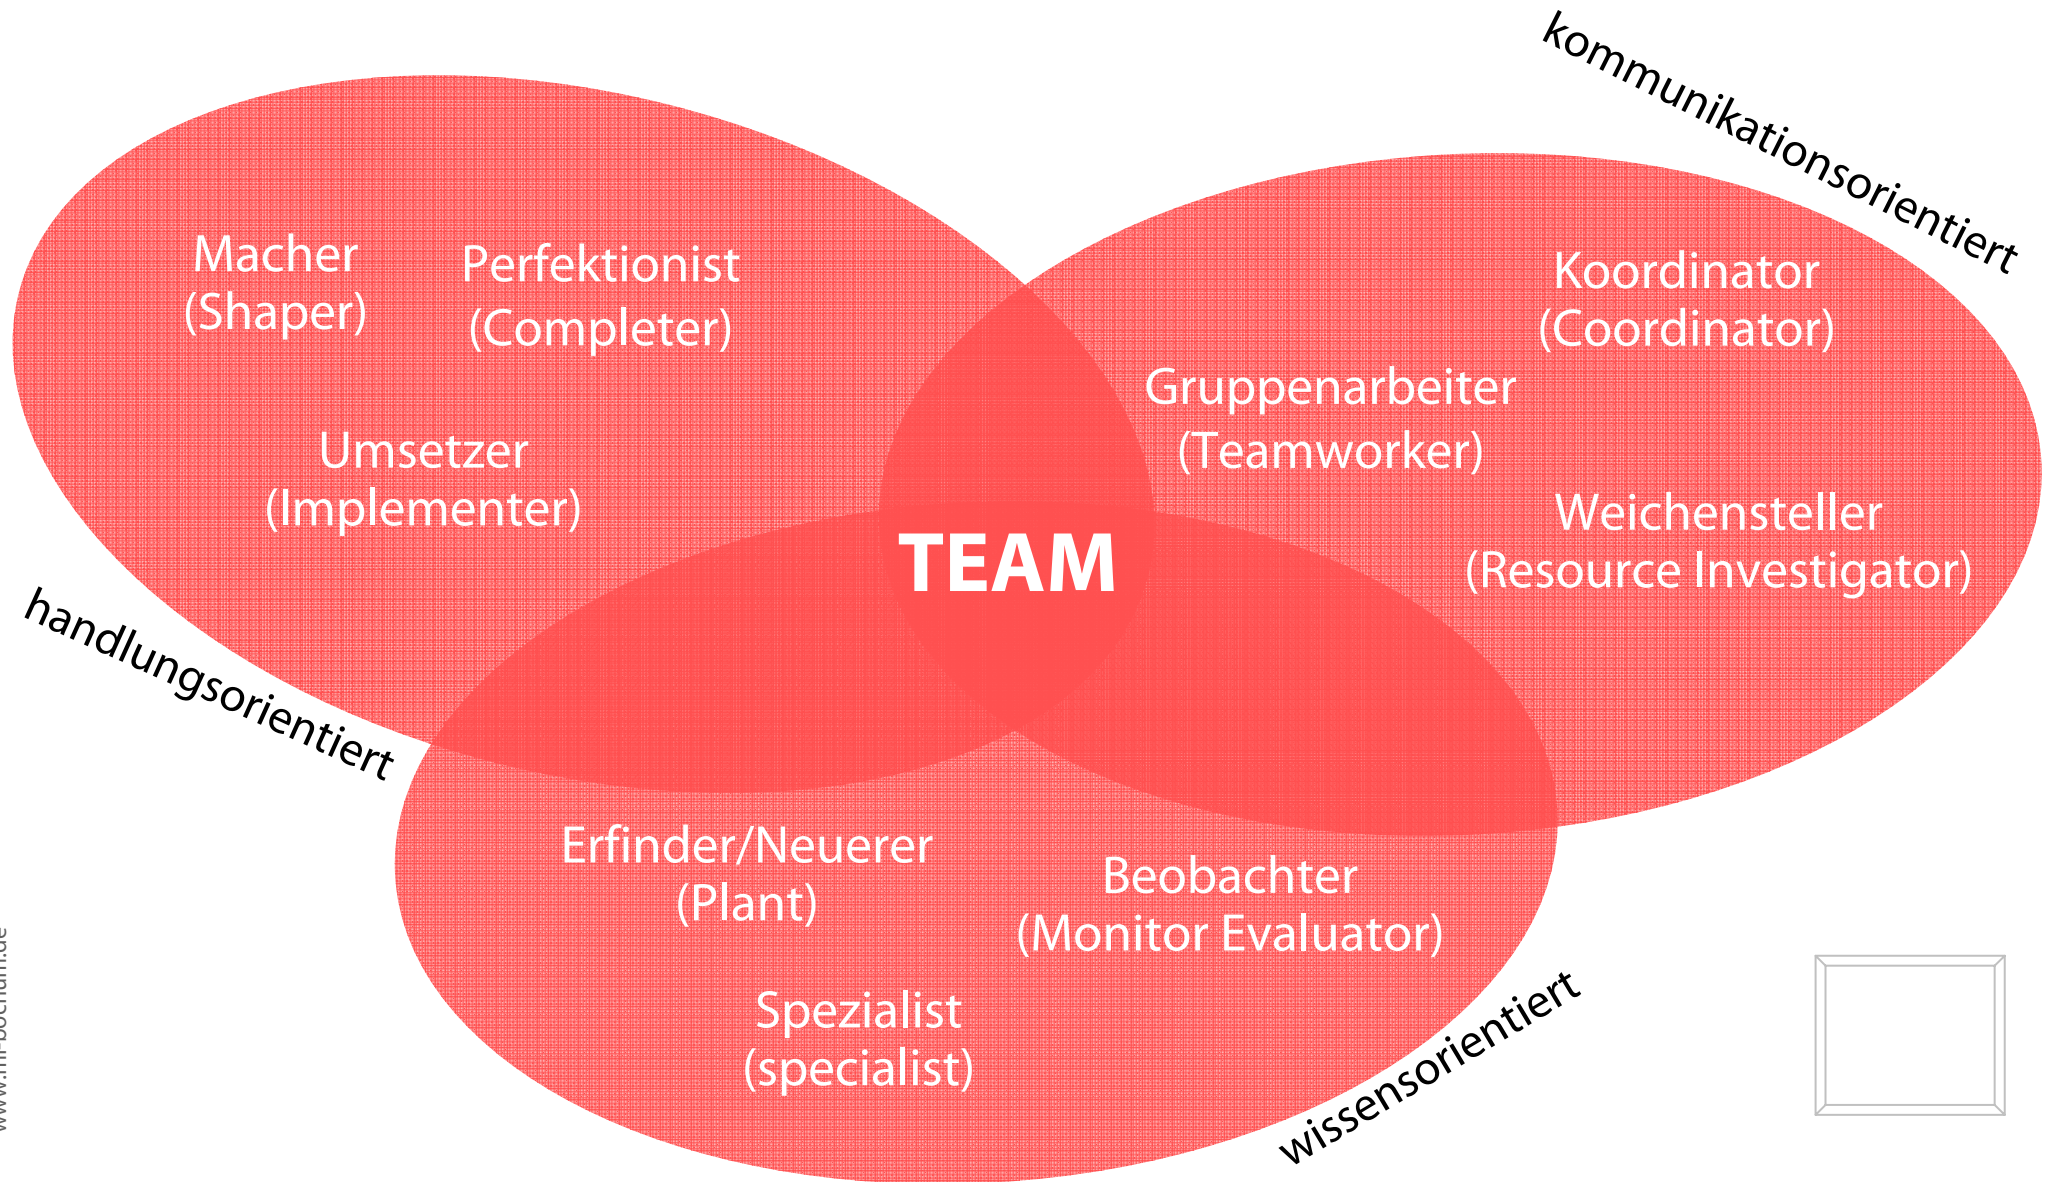 kommunikationsorientiert
Macher
(Shaper)
Perfektionist
(Completer)
Umsetzer
(Implementer)
handlungsorientiert
Koordinator
(Coordinator)
Gruppenarbeiter
(Teamworker)
Weichensteller
(Resource Investigator)
TEAM
Erfinder/Neuerer
(Plant)
Beobachter
(Monitor Evaluator)
Spezialist
(specialist)
wissensorientiert